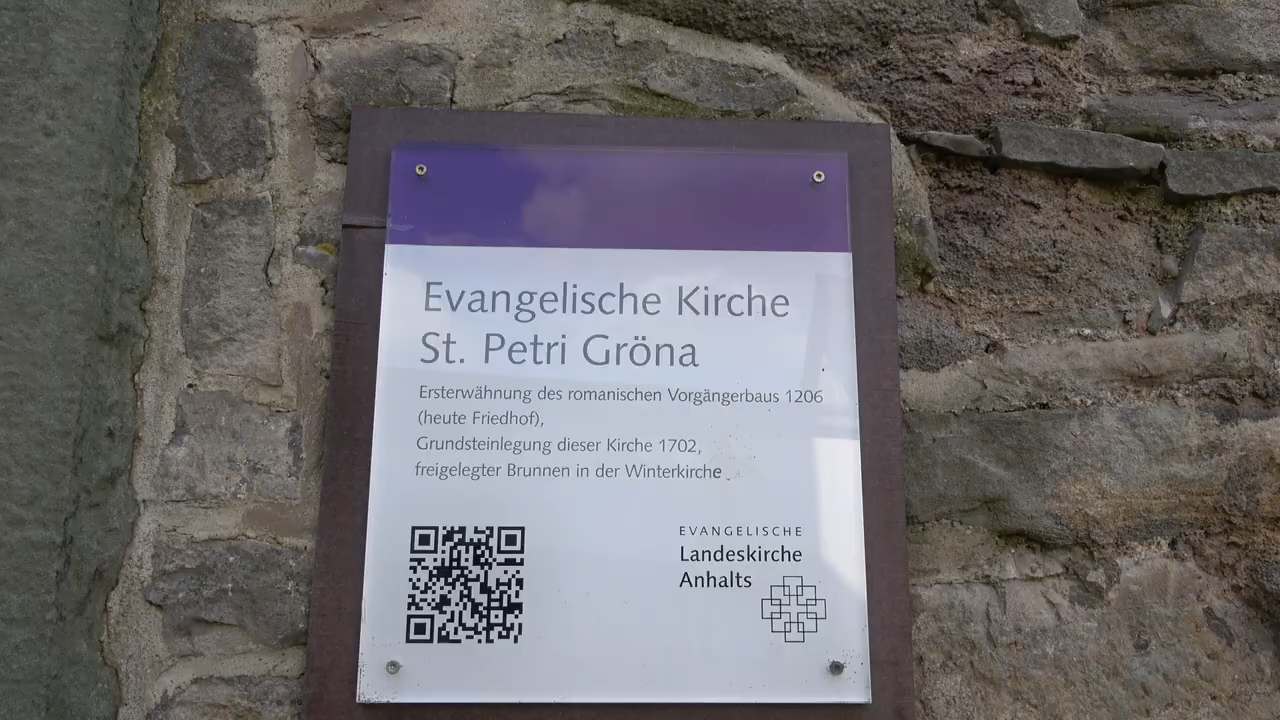 Evangelische Kirche
St. Petri Gröna
Ersterwähnung des romanischen Vorgängerbaus 1206
(heute Friedhof),
Grundsteinlegung dieser Kirche 1702,
freigelegter Brunnen in der Winterkirche
EVANGELISCHE
Landeskirche
Anhalts